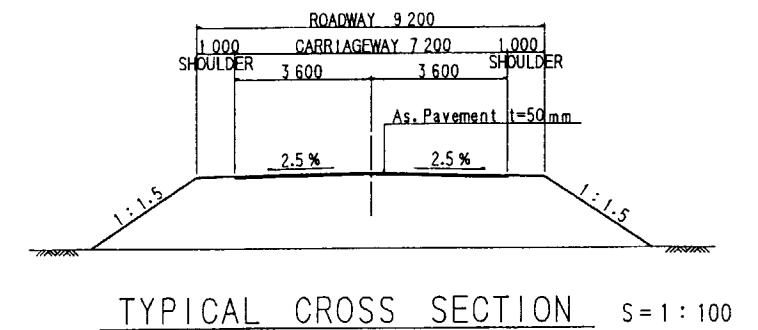 ROADWAY 9 200
1 000 CARRIAGEWAY 7 200 1,000
SHOULDER SHOULDER
3 600 3 600
As. Pavement t=50mm
2.5% 2.5%
1:1.5 1:1.5
TYPICAL CROSS SECTION S=1:100